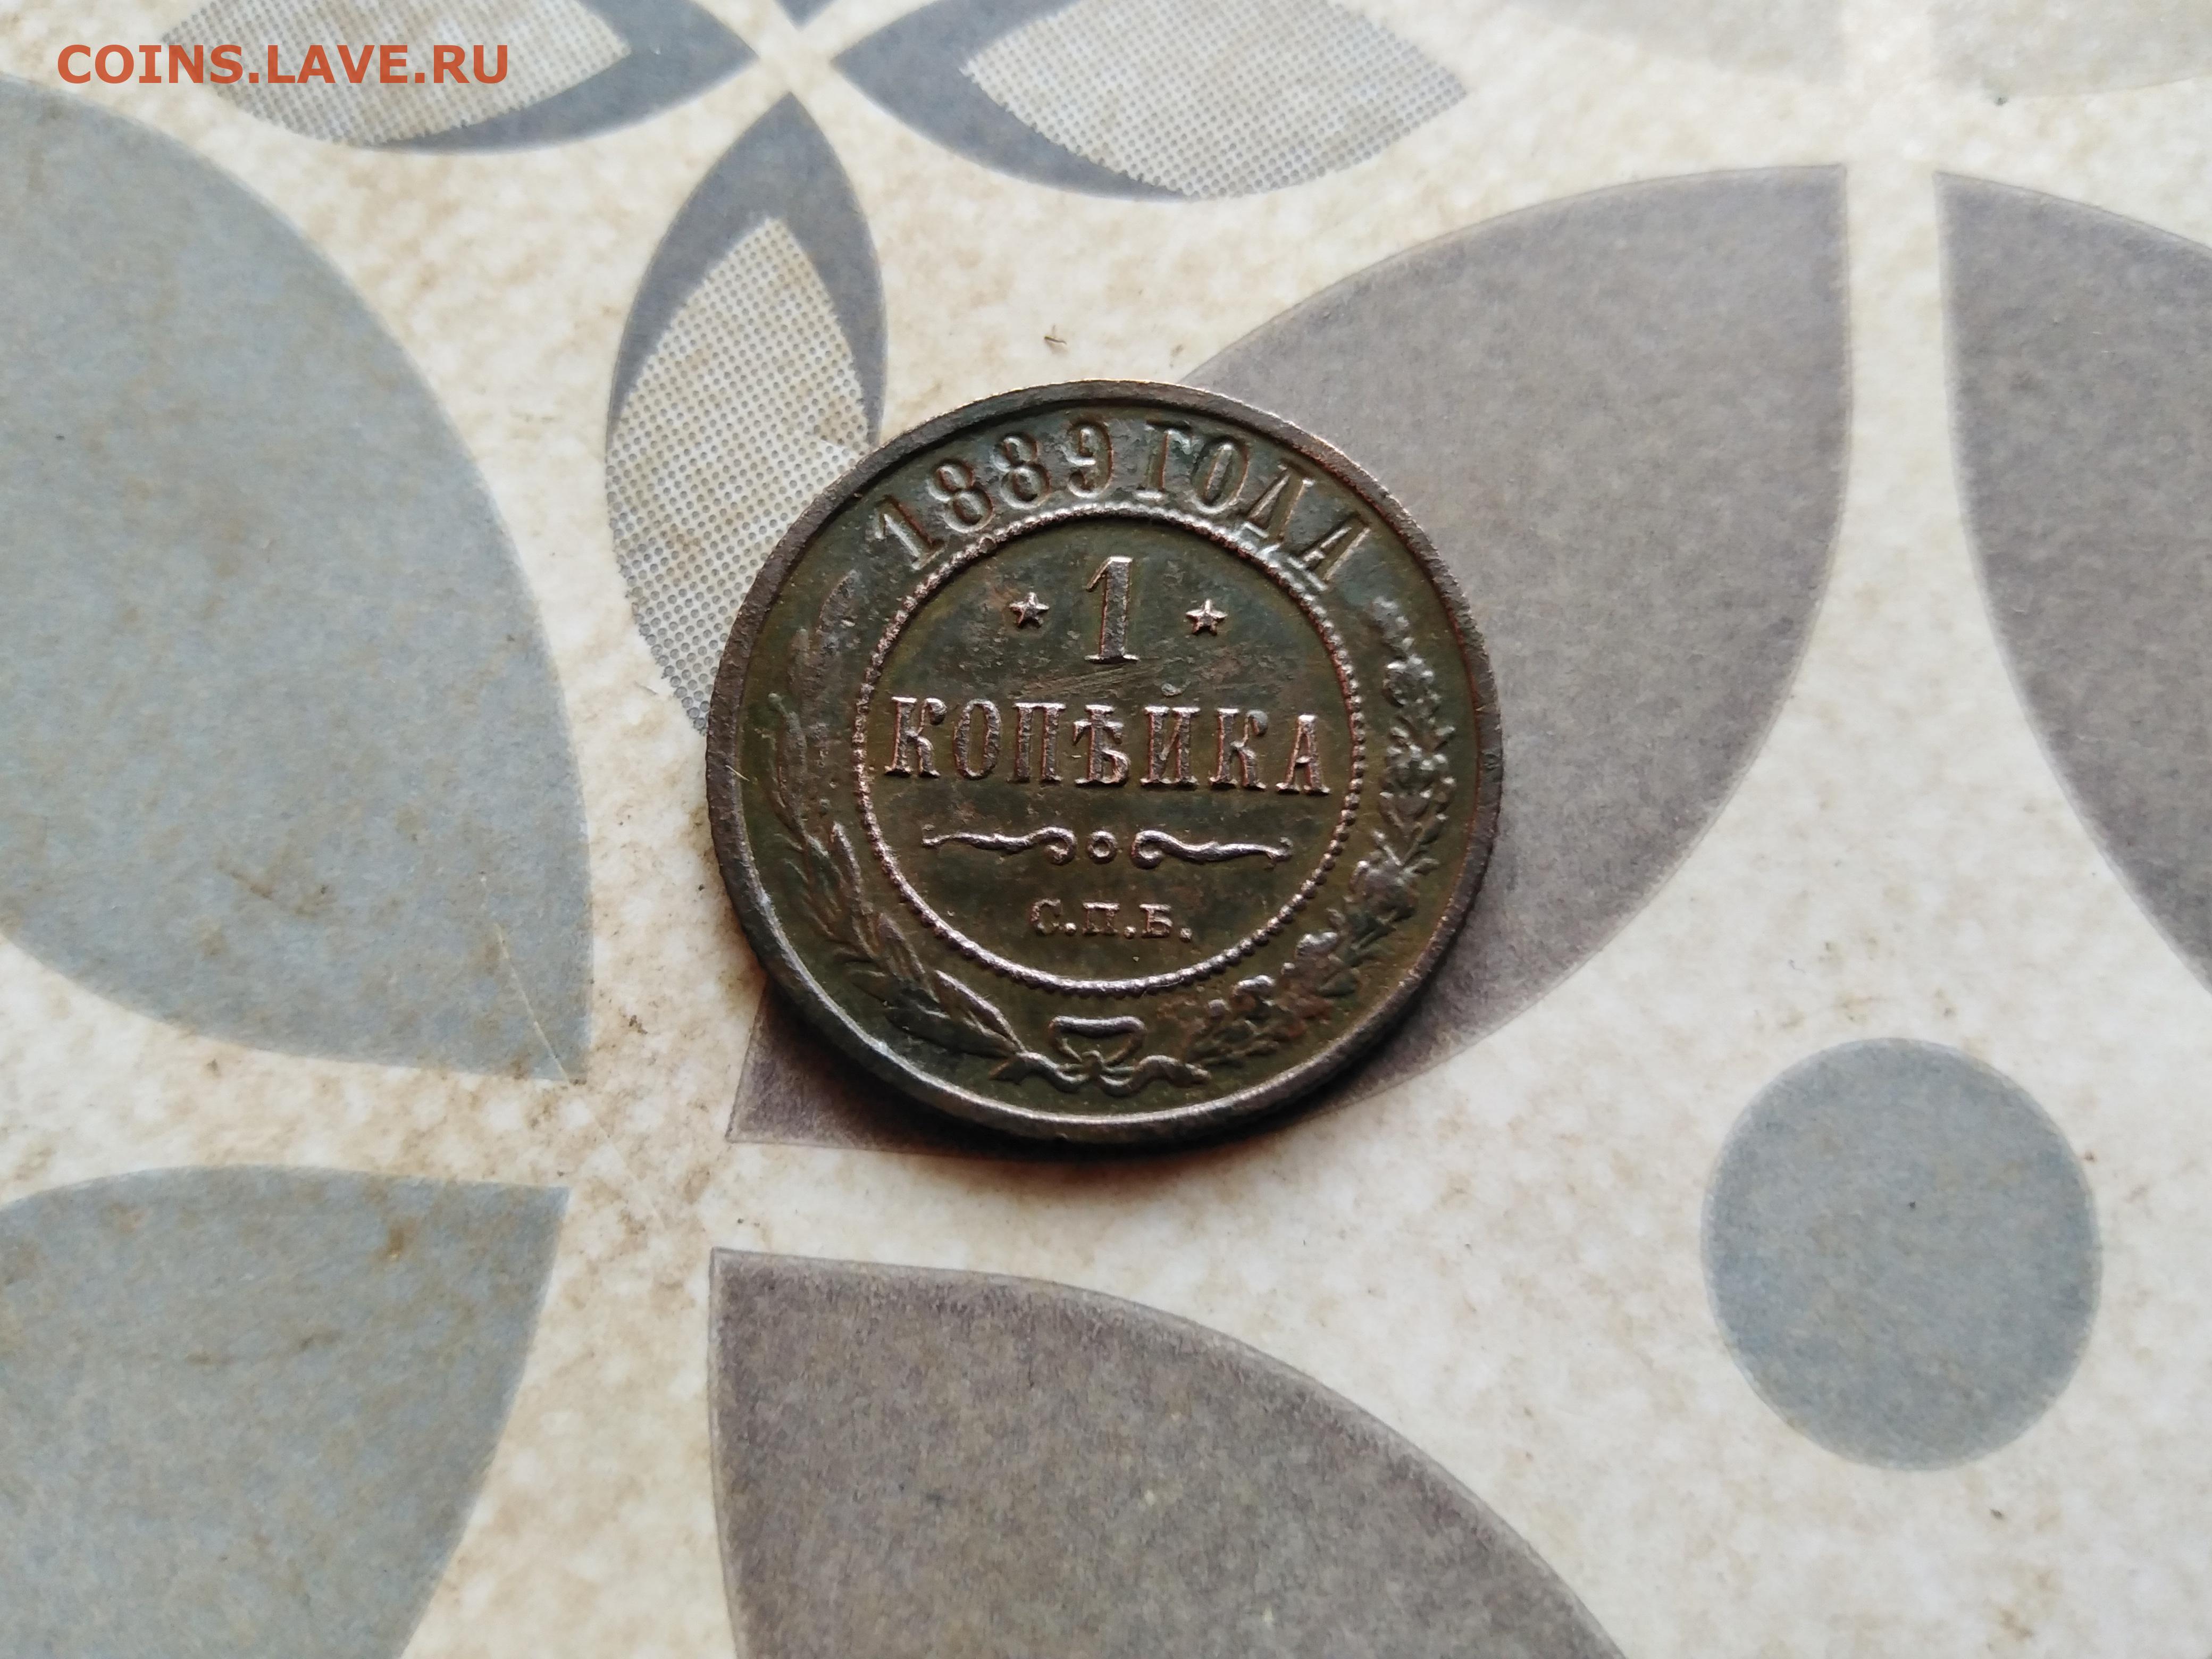 COINS.LAVE.RU
1889 ГОДА
* 1 *
КОПѢЙКА
С.П.Б.